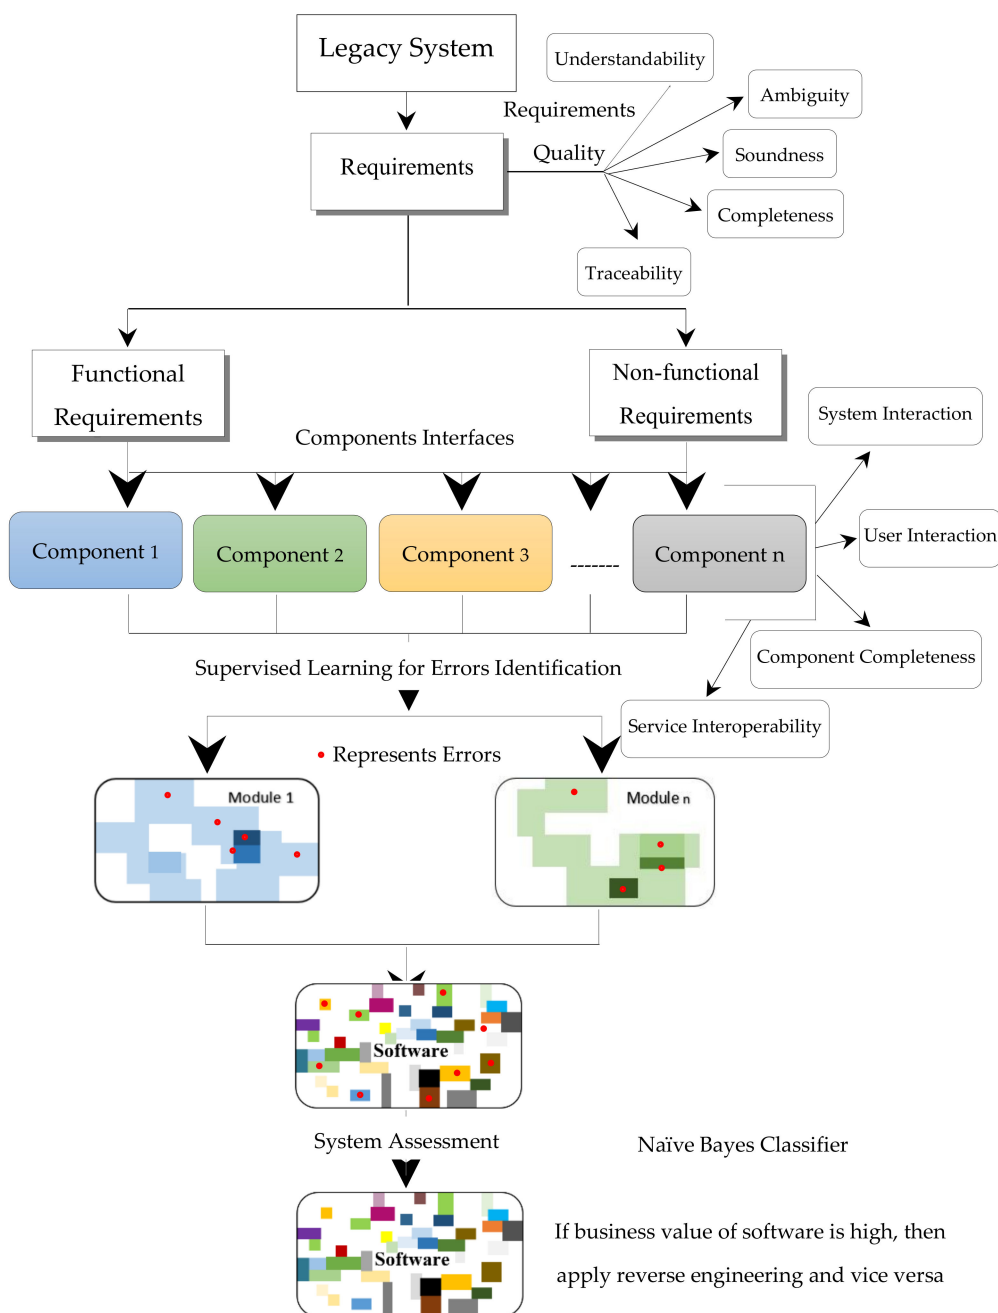 Legacy System
Understandability
Requirements
Ambiguity
Quality
Requirements
Soundness
Completeness
Traceability
Functional
Requirements
Non-functional
Requirements
System Interaction
Components Interfaces
Component 1
Component 2
Component 3
-------
Component n
User Interaction
Component Completeness
Supervised Learning for Errors Identification
Service Interoperability
Represents Errors
Module 1
Module n
Software
System Assessment
Naïve Bayes Classifier
Software
If business value of software is high, then
apply reverse engineering and vice versa